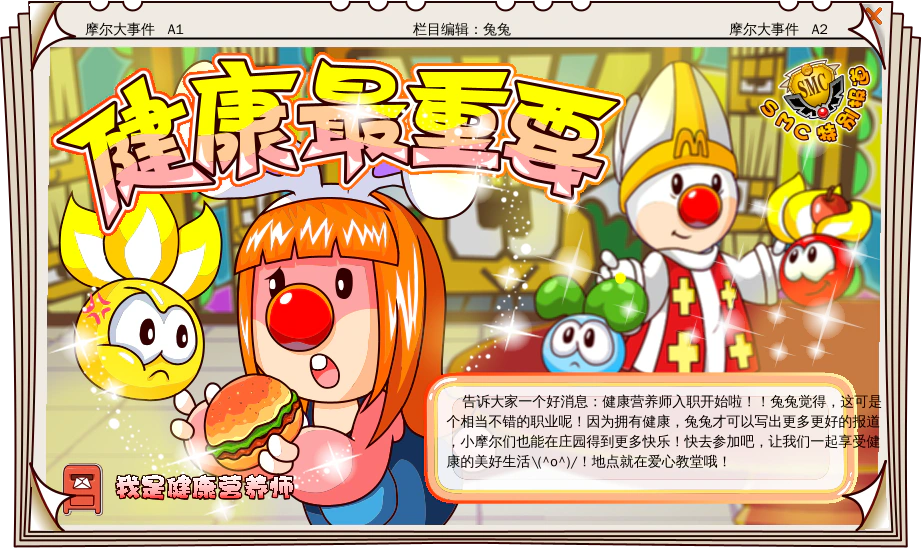 摩尔大事件 A1
栏目编辑：兔兔
摩尔大事件 A2
健康最重要
SMC
SMC特别报道
告诉大家一个好消息：健康营养师入职开始啦！！兔兔觉得，这可是
个相当不错的职业呢！因为拥有健康，兔兔才可以写出更多更好的报道
，小摩尔们也能在庄园得到更多快乐！快去参加吧，让我们一起享受健
康的美好生活\(^o^)/！地点就在爱心教堂哦！
我是健康营养师